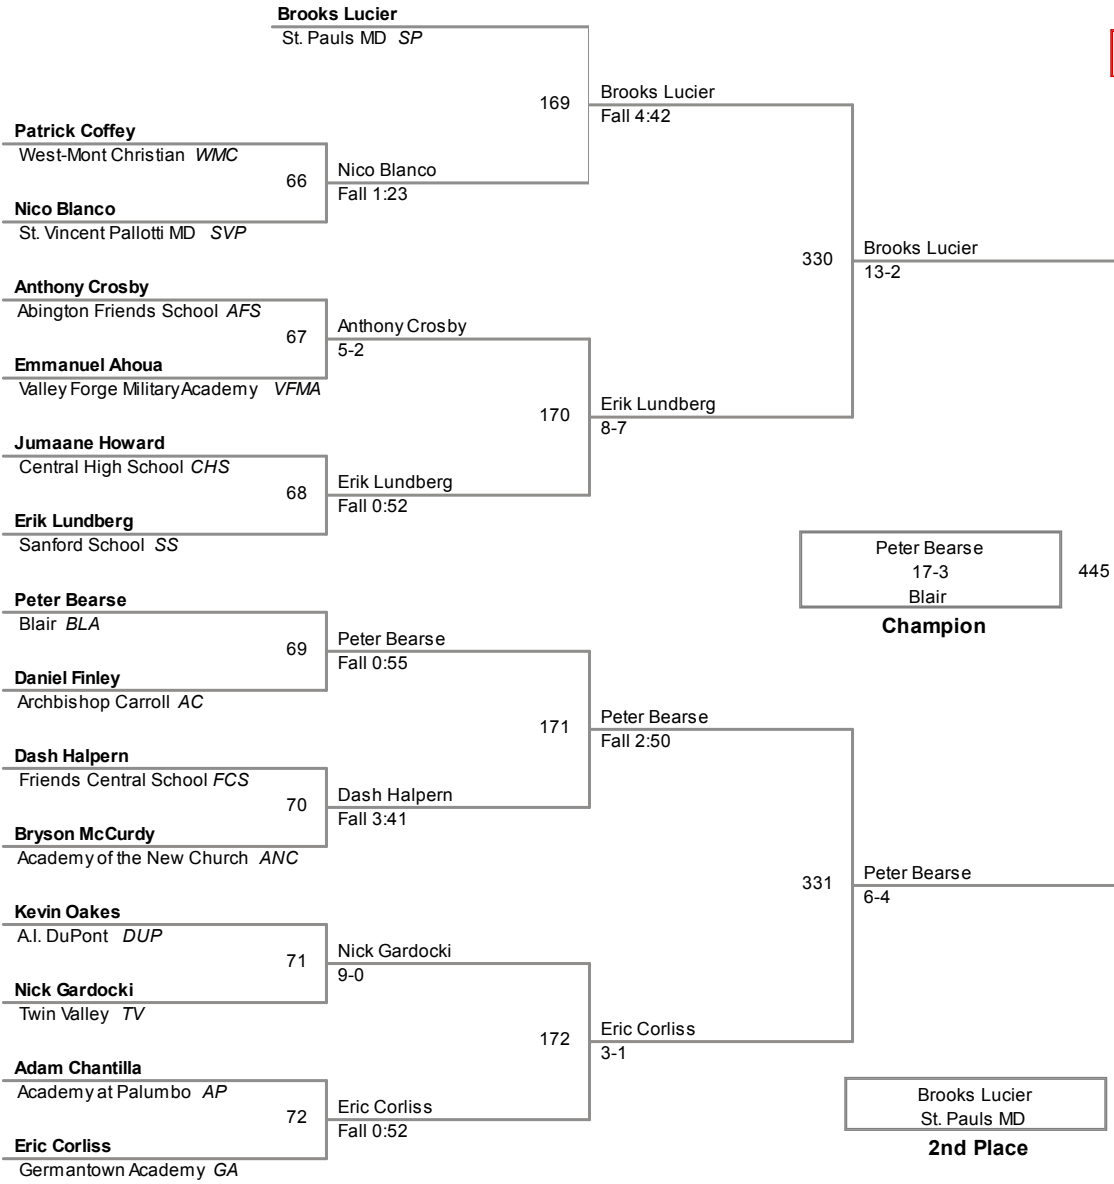 Brooks Lucier
St. Pauls MD SP
169
Brooks Lucier
Fall 4:42
Patrick Coffey
West-Mont Christian WMC
66
Nico Blanco
Fall 1:23
Nico Blanco
St. Vincent Pallotti MD SVP
330
Brooks Lucier
13-2
Anthony Crosby
Abington Friends School AFS
67
Anthony Crosby
5-2
Emmanuel Ahoua
Valley Forge Military Academy VFMA
170
Erik Lundberg
8-7
Jumaane Howard
Central High School CHS
68
Erik Lundberg
Fall 0:52
Erik Lundberg
Sanford School SS
Peter Bearse
17-3
Blair
445
Champion
Peter Bearse
Blair BLA
69
Peter Bearse
Fall 0:55
Daniel Finley
Archbishop Carroll AC
171
Peter Bearse
Fall 2:50
Dash Halpern
Friends Central School FCS
70
Dash Halpern
Fall 3:41
Bryson McCurdy
Academy of the New Church ANC
331
Peter Bearse
6-4
Kevin Oakes
A.I. DuPont DUP
71
Nick Gardocki
9-0
Nick Gardocki
Twin Valley TV
172
Eric Corliss
3-1
Adam Chantilla
Academy at Palumbo AP
72
Eric Corliss
Fall 0:52
Eric Corliss
Germantown Academy GA
Brooks Lucier
St. Pauls MD
2nd Place